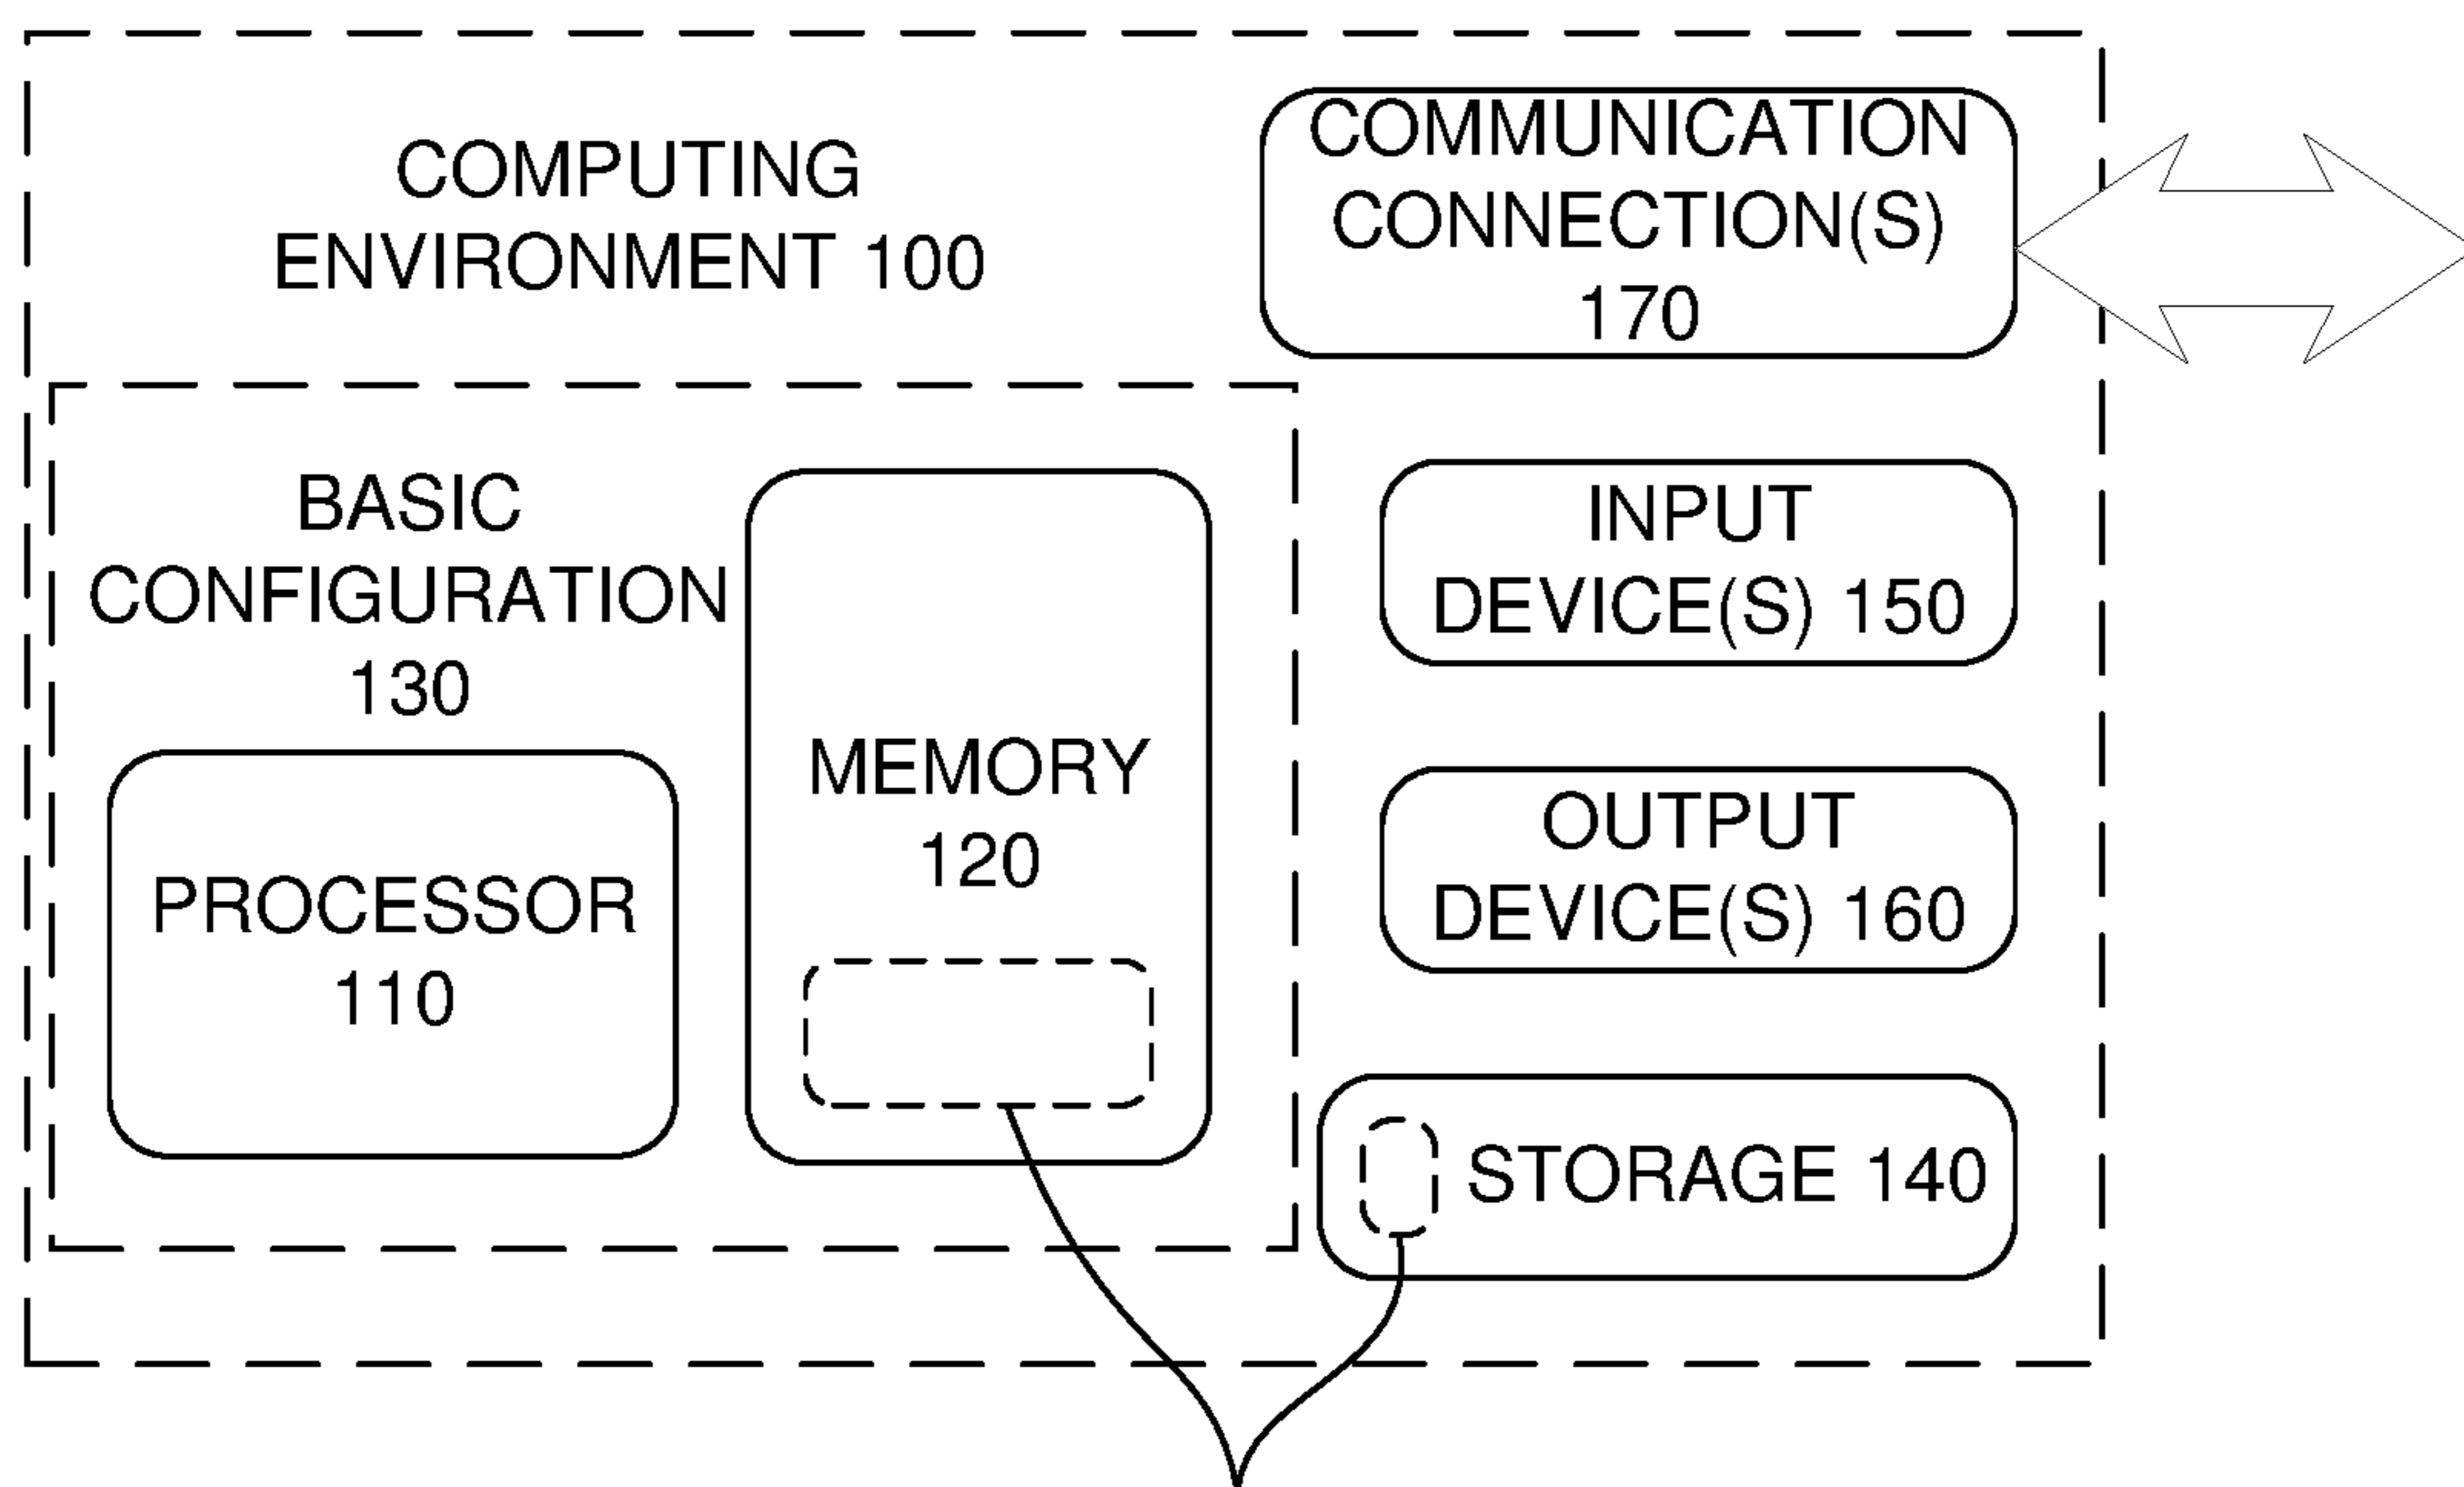 COMPUTING
ENVIRONMENT 100
COMMUNICATION
CONNECTION(S)
170
BASIC
CONFIGURATION
130
PROCESSOR
110
MEMORY
120
INPUT
DEVICE(S) 150
OUTPUT
DEVICE(S) 160
STORAGE 140